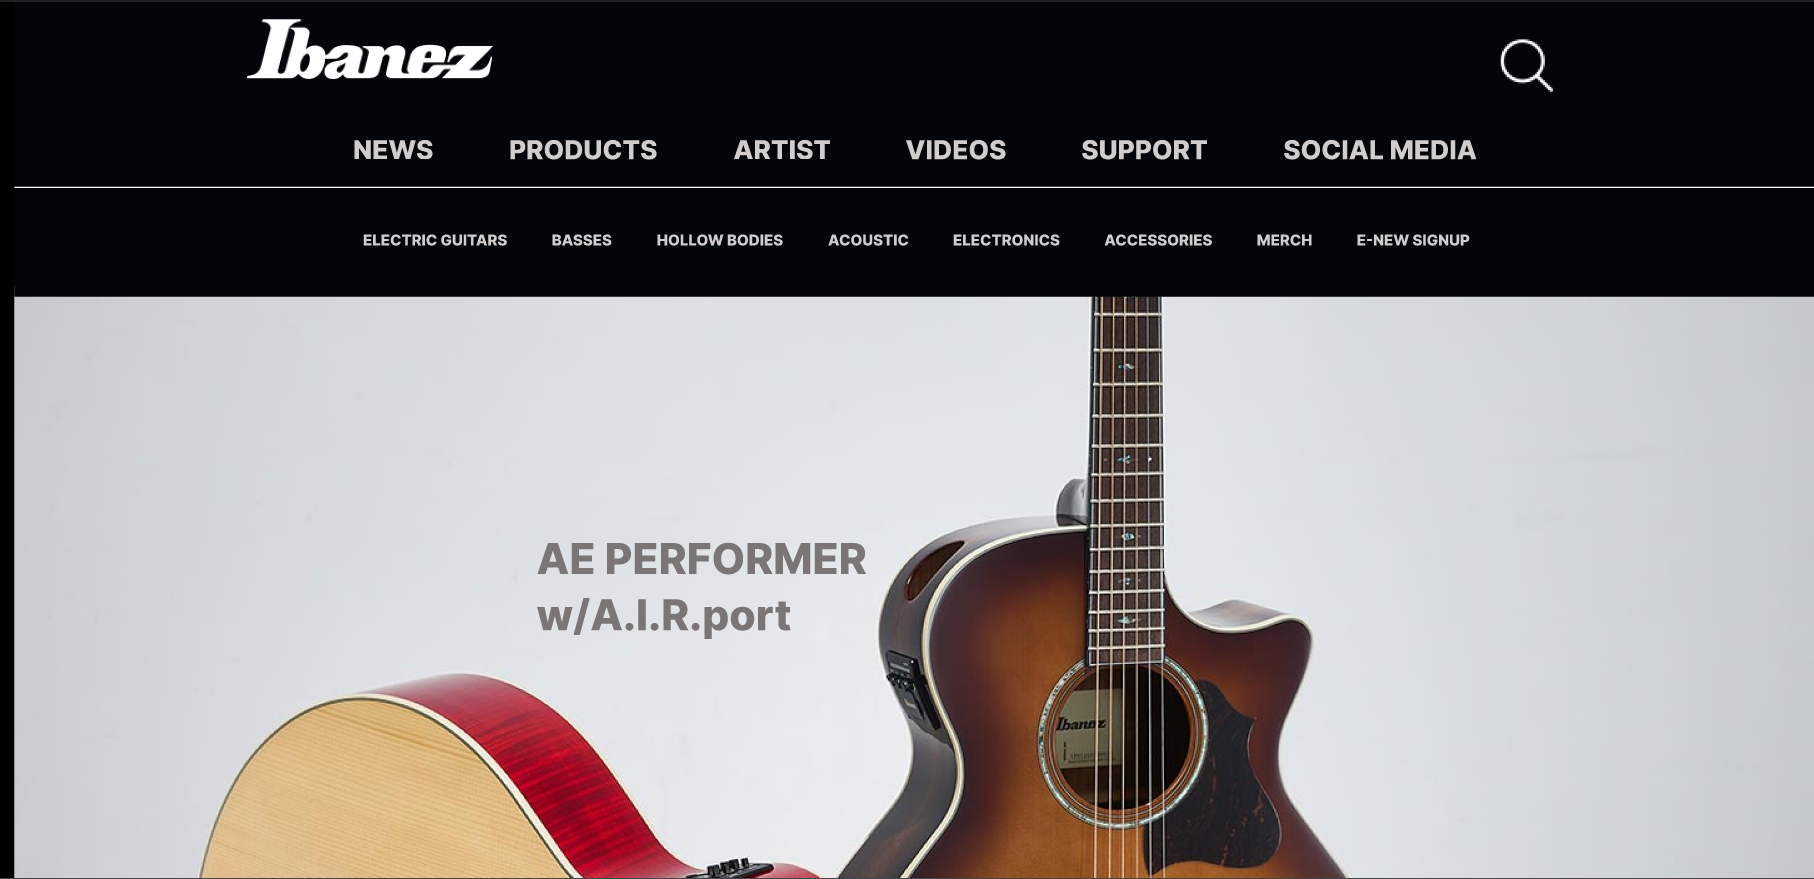 Ibanez
NEWS PRODUCTS ARTIST VIDEOS SUPPORT SOCIAL MEDIA
ELECTRIC GUITARS BASSES HOLLOW BODIES ACOUSTIC ELECTRONICS ACCESSORIES MERCH E-NEW SIGNUP
AE PERFORMER
w/A.I.R.port
Ibanez